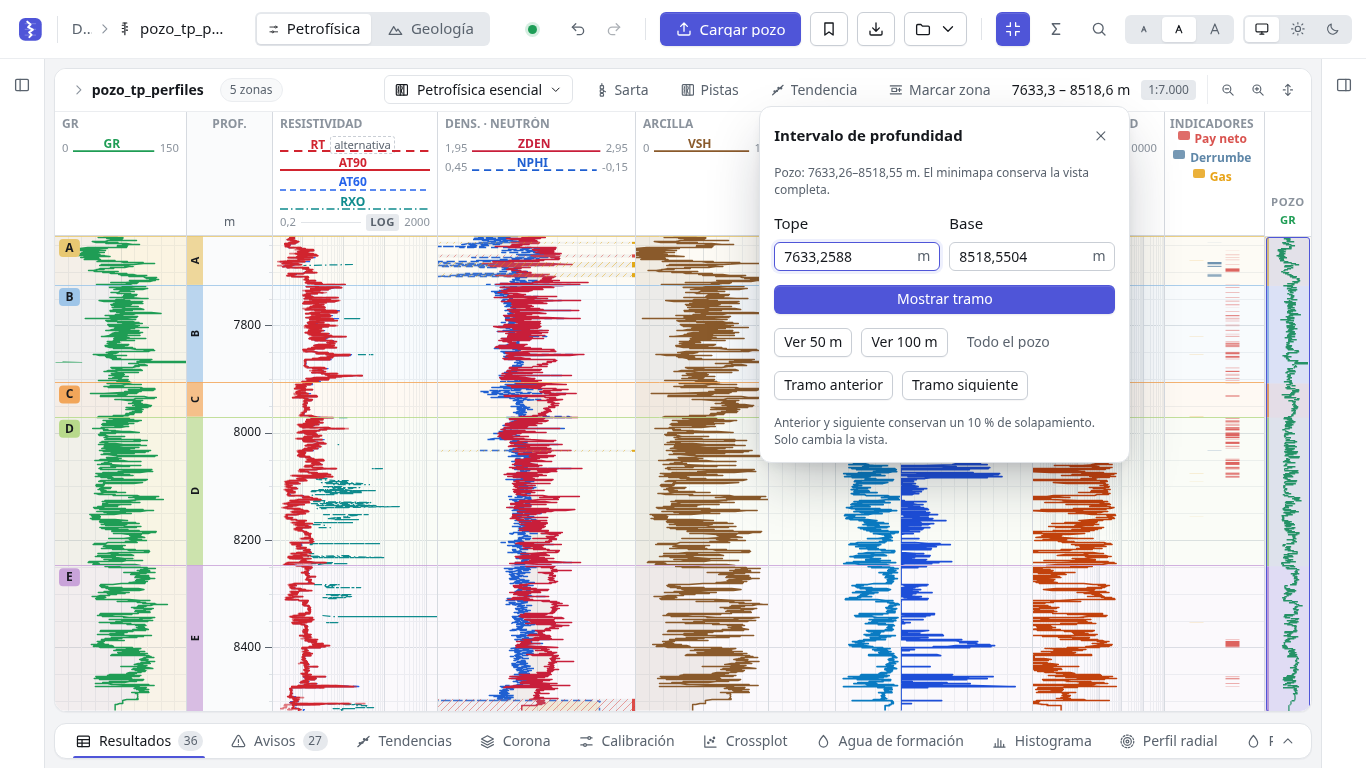 D...
pozo_tp_p...
Petrofísica
Geología
Cargar pozo
Σ
A
A
A
pozo_tp_perfiles
5 zonas
Petrofísica esencial
Sarta
Pistas
Tendencia
Marcar zona
7633,3 – 8518,6 m
1:7.000
GR
PROF.
RESISTIVIDAD
DENS. · NEUTRÓN
ARCILLA
D
INDICADORES
0 GR 150
m
RT alternativa
AT90
AT60
RXO
0,2 LOG 2000
1,95 ZDEN 2,95
0,45 NPHI -0,15
0 VSH 1
0000
Pay neto
Derrumbe
Gas
POZO
GR
Intervalo de profundidad
Pozo: 7633,26–8518,55 m. El minimapa conserva la vista
completa.
Tope
Base
7633,2588 m
8518,5504 m
Mostrar tramo
Ver 50 m
Ver 100 m
Todo el pozo
Tramo anterior
Tramo siguiente
Anterior y siguiente conservan un 10 % de solapamiento.
Solo cambia la vista.
A
A
B
B
7800
C
C
D
8000
D
8200
E
E
8400
Resultados 36
Avisos 27
Tendencias
Corona
Calibración
Crossplot
Agua de formación
Histograma
Perfil radial